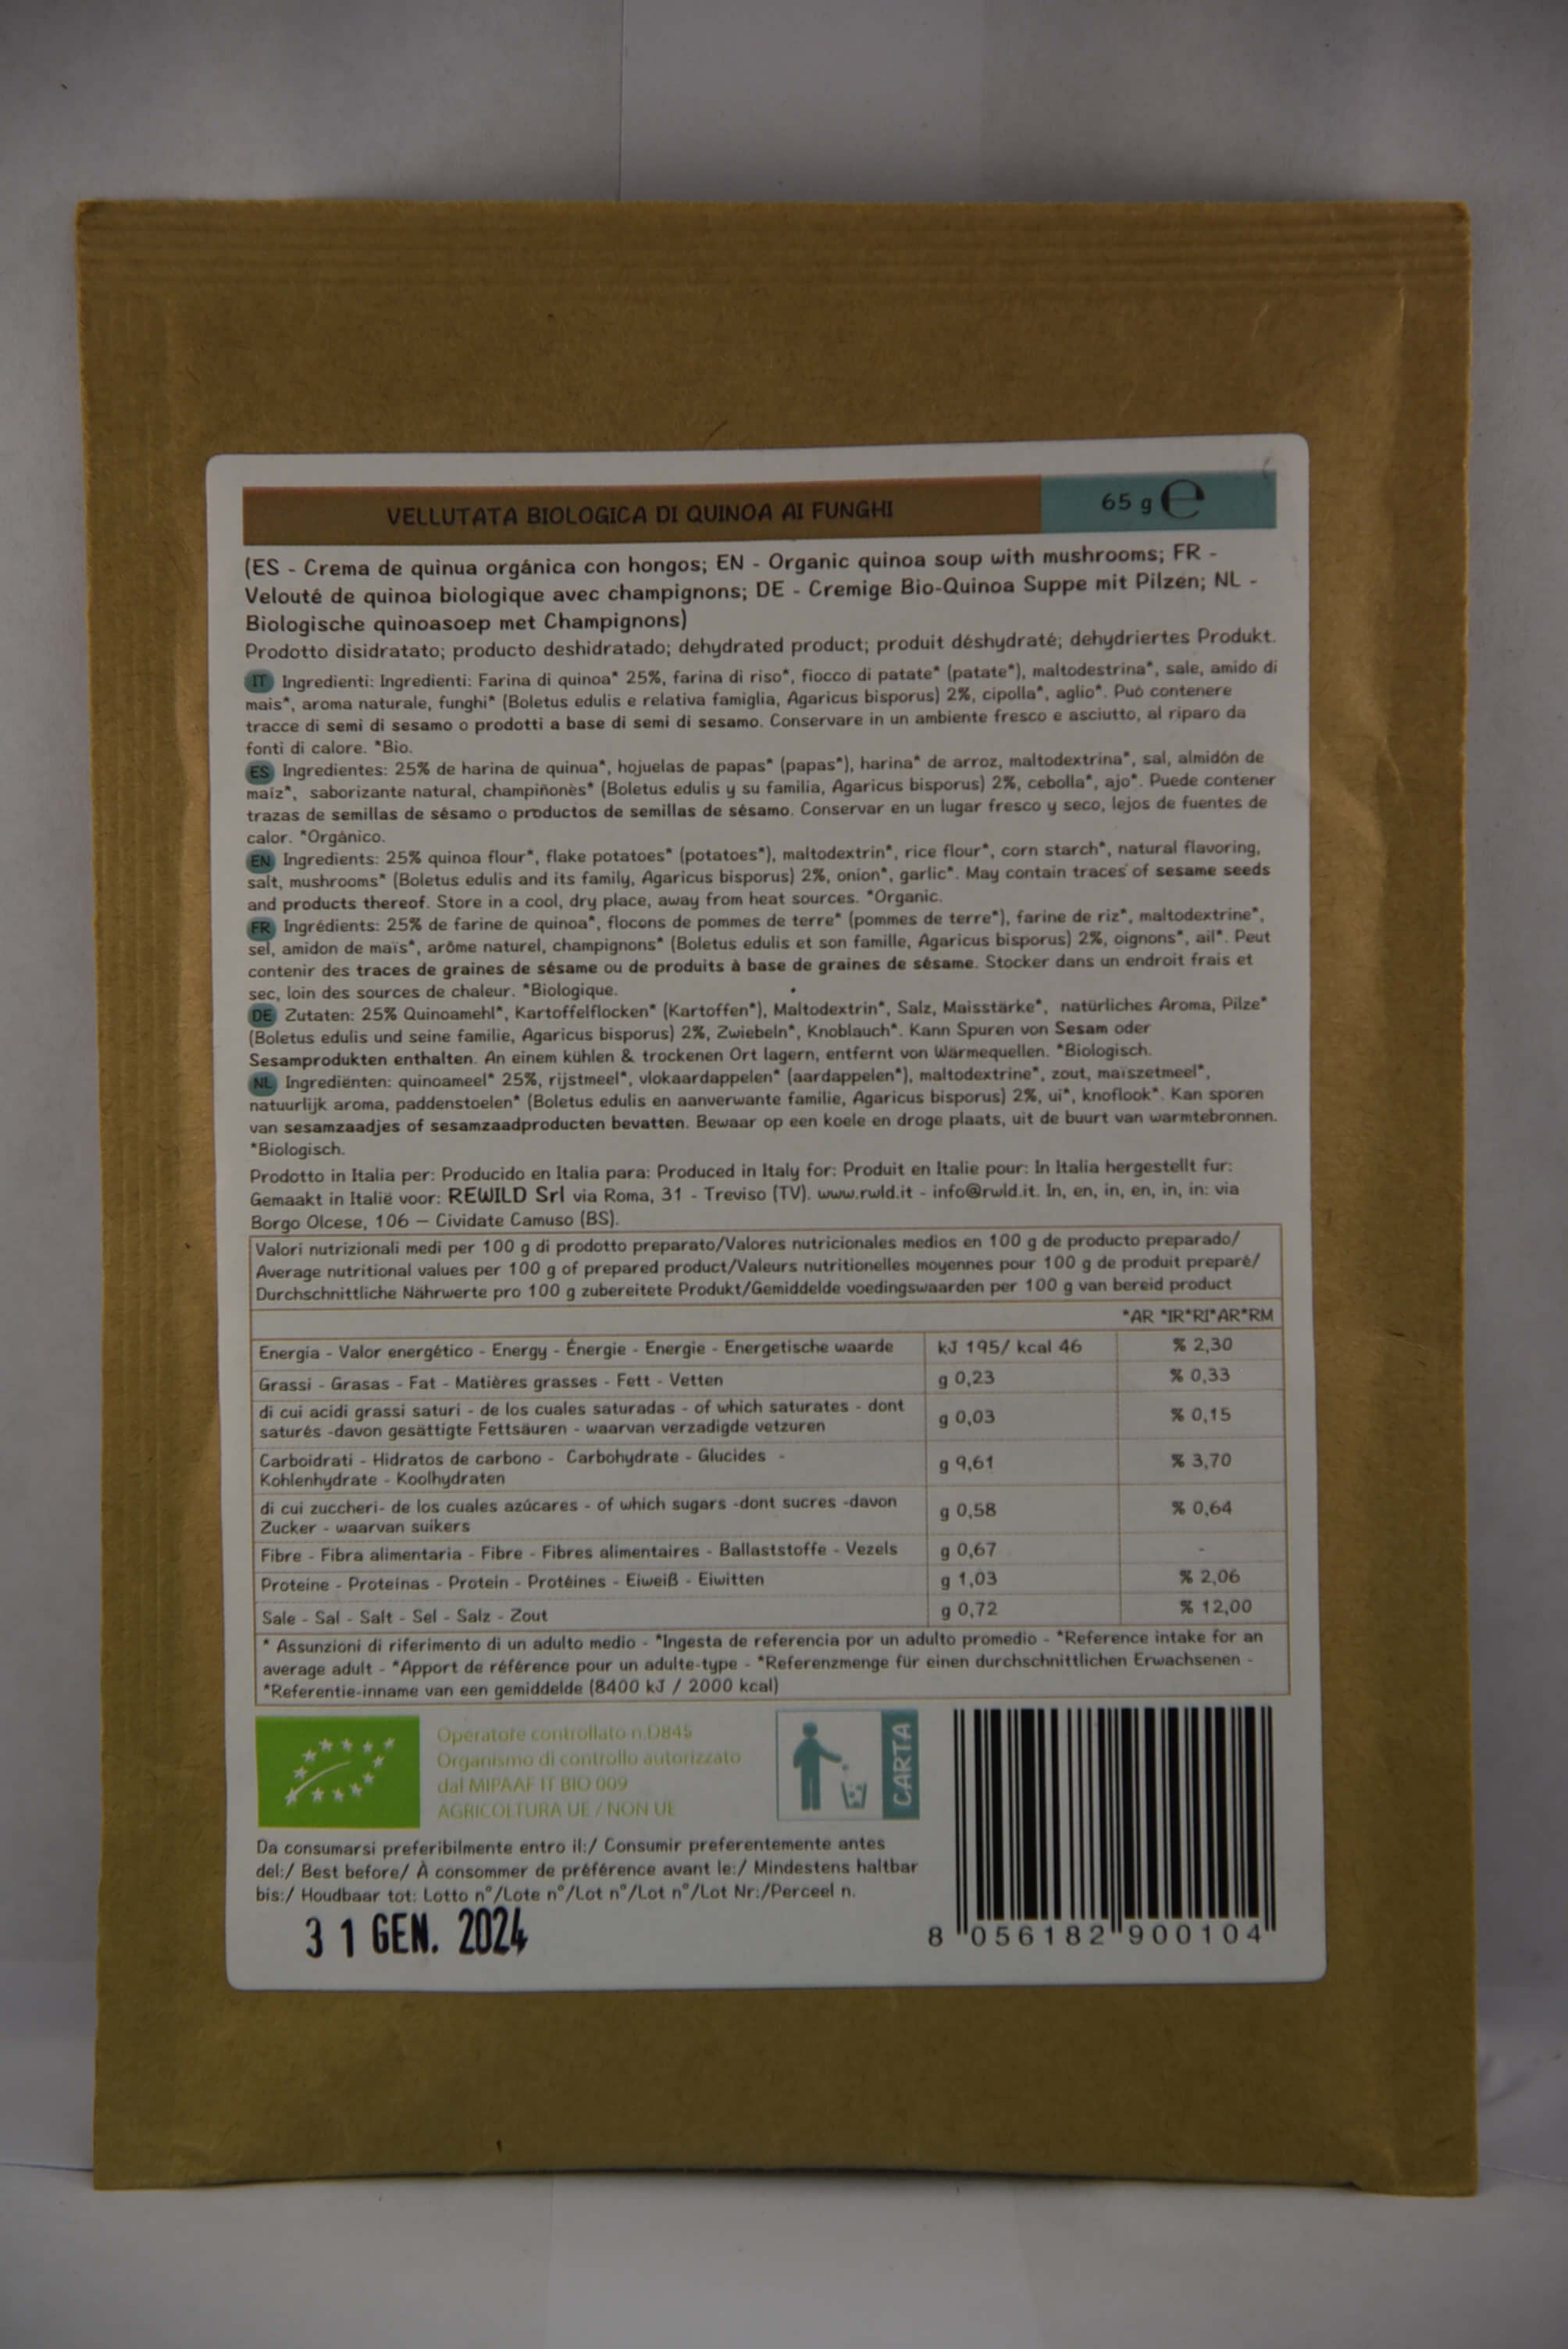 VELLUTATA BIOLOGICA DI QUINOA AI FUNGHI
65 g e
(ES - Crema de quinua orgánica con hongos; EN - Organic quinoa soup with mushrooms; FR -
Velouté de quinoa biologique avec champignons; DE - Cremige Bio-Quinoa Suppe mit Pilzen; NL -
Biologische quinoasoep met Champignons)
Prodotto disidratato; producto deshidratado; dehydrated product; produit déshydraté; dehydriertes Produkt.
IT Ingredienti: Ingredienti: Farina di quinoa* 25%, farina di riso*, fiocco di patate* (patate*), maltodestrina*, sale, amido di
mais*, aroma naturale, funghi* (Boletus edulis e relativa famiglia, Agaricus bisporus) 2%, cipolla*, aglio*. Può contenere
tracce di semi di sesamo o prodotti a base di semi di sesamo. Conservare in un ambiente fresco e asciutto, al riparo da
fonti di calore. *Bio.
ES Ingredientes: 25% de harina de quinua*, hojuelas de papas* (papas*), harina* de arroz, maltodextrina*, sal, almidón de
maíz*, saborizante natural, champiñones* (Boletus edulis y su familia, Agaricus bisporus) 2%, cebolla*, ajo*. Puede contener
trazas de semillas de sésamo o productos de semillas de sésamo. Conservar en un lugar fresco y seco, lejos de fuentes de
calor. *Orgánico.
EN Ingredients: 25% quinoa flour*, flake potatoes* (potatoes*), maltodextrin*, rice flour*, corn starch*, natural flavoring,
salt, mushrooms* (Boletus edulis and its family, Agaricus bisporus) 2%, onion*, garlic*. May contain traces of sesame seeds
and products thereof. Store in a cool, dry place, away from heat sources. *Organic.
FR Ingrédients: 25% de farine de quinoa*, flocons de pommes de terre* (pommes de terre*), farine de riz*, maltodextrine*,
sel, amidon de maïs*, arôme naturel, champignons* (Boletus edulis et son famille, Agaricus bisporus) 2%, oignons*, ail*. Peut
contenir des traces de graines de sésame ou de produits à base de graines de sésame. Stocker dans un endroit frais et
sec, loin des sources de chaleur. *Biologique.
DE Zutaten: 25% Quinoamehl*, Kartoffelflocken* (Kartoffen*), Maltodextrin*, Salz, Maisstärke*, natürliches Aroma, Pilze*
(Boletus edulis und seine familie, Agaricus bisporus) 2%, Zwiebeln*, Knoblauch*. Kann Spuren von Sesam oder
Sesamprodukten enthalten. An einem kühlen & trockenen Ort lagern, entfernt von Wärmequellen. *Biologisch.
NL Ingrediënten: quinoameel* 25%, rijstmeel*, vlokaardappelen* (aardappelen*), maltodextrine*, zout, maïszetmeel*,
natuurlijk aroma, paddenstoelen* (Boletus edulis en aanverwante familie, Agaricus bisporus) 2%, ui*, knoflook*. Kan sporen
van sesamzaadjes of sesamzaadproducten bevatten. Bewaar op een koele en droge plaats, uit de buurt van warmtebronnen.
*Biologisch.
Prodotto in Italia per: Producido en Italia para: Produced in Italy for: Produit en Italie pour: In Italia hergestellt fur:
Gemaakt in Italië voor: REWILD Srl via Roma, 31 - Treviso (TV). www.rwld.it - info@rwld.it. In, en, in, en, in, in: via
Borgo Olcese, 106 – Cividate Camuso (BS).
Valori nutrizionali medi per 100 g di prodotto preparato/Valores nutricionales medios en 100 g de producto preparado/
Average nutritional values per 100 g of prepared product/Valeurs nutritionelles moyennes pour 100 g de produit preparé/
Durchschnittliche Nährwerte pro 100 g zubereitete Produkt/Gemiddelde voedingswaarden per 100 g van bereid product
*AR *IR*RI*AR*RM
Energia - Valor energético - Energy - Énergie - Energie - Energetische waarde kJ 195/ kcal 46 % 2,30
Grassi - Grasas - Fat - Matières grasses - Fett - Vetten g 0,23 % 0,33
di cui acidi grassi saturi - de los cuales saturadas - of which saturates - dont
saturés -davon gesättigte Fettsäuren - waarvan verzadigde vetzuren g 0,03 % 0,15
Carboidrati - Hidratos de carbono - Carbohydrate - Glucides -
Kohlenhydrate - Koolhydraten g 9,61 % 3,70
di cui zuccheri- de los cuales azúcares - of which sugars -dont sucres -davon
Zucker - waarvan suikers g 0,58 % 0,64
Fibre - Fibra alimentaria - Fibre - Fibres alimentaires - Ballaststoffe - Vezels g 0,67 -
Proteine - Proteínas - Protein - Protéines - Eiweiß - Eiwitten g 1,03 % 2,06
Sale - Sal - Salt - Sel - Salz - Zout g 0,72 % 12,00
* Assunzioni di riferimento di un adulto medio - *Ingesta de referencia por un adulto promedio - *Reference intake for an
average adult - *Apport de référence pour un adulte-type - *Referenzmenge für einen durchschnittlichen Erwachsenen -
*Referentie-inname van een gemiddelde (8400 kJ / 2000 kcal)
Operatore controllato n.D845
Organismo di controllo autorizzato
dal MIPAAF IT BIO 009
AGRICOLTURA UE / NON UE
CARTA
Da consumarsi preferibilmente entro il:/ Consumir preferentemente antes
del:/ Best before/ À consommer de préférence avant le:/ Mindestens haltbar
bis:/ Houdbaar tot: Lotto n°/Lote n°/Lot n°/Lot n°/Lot Nr:/Perceel n.
31 GEN. 2024
8 056182 900104